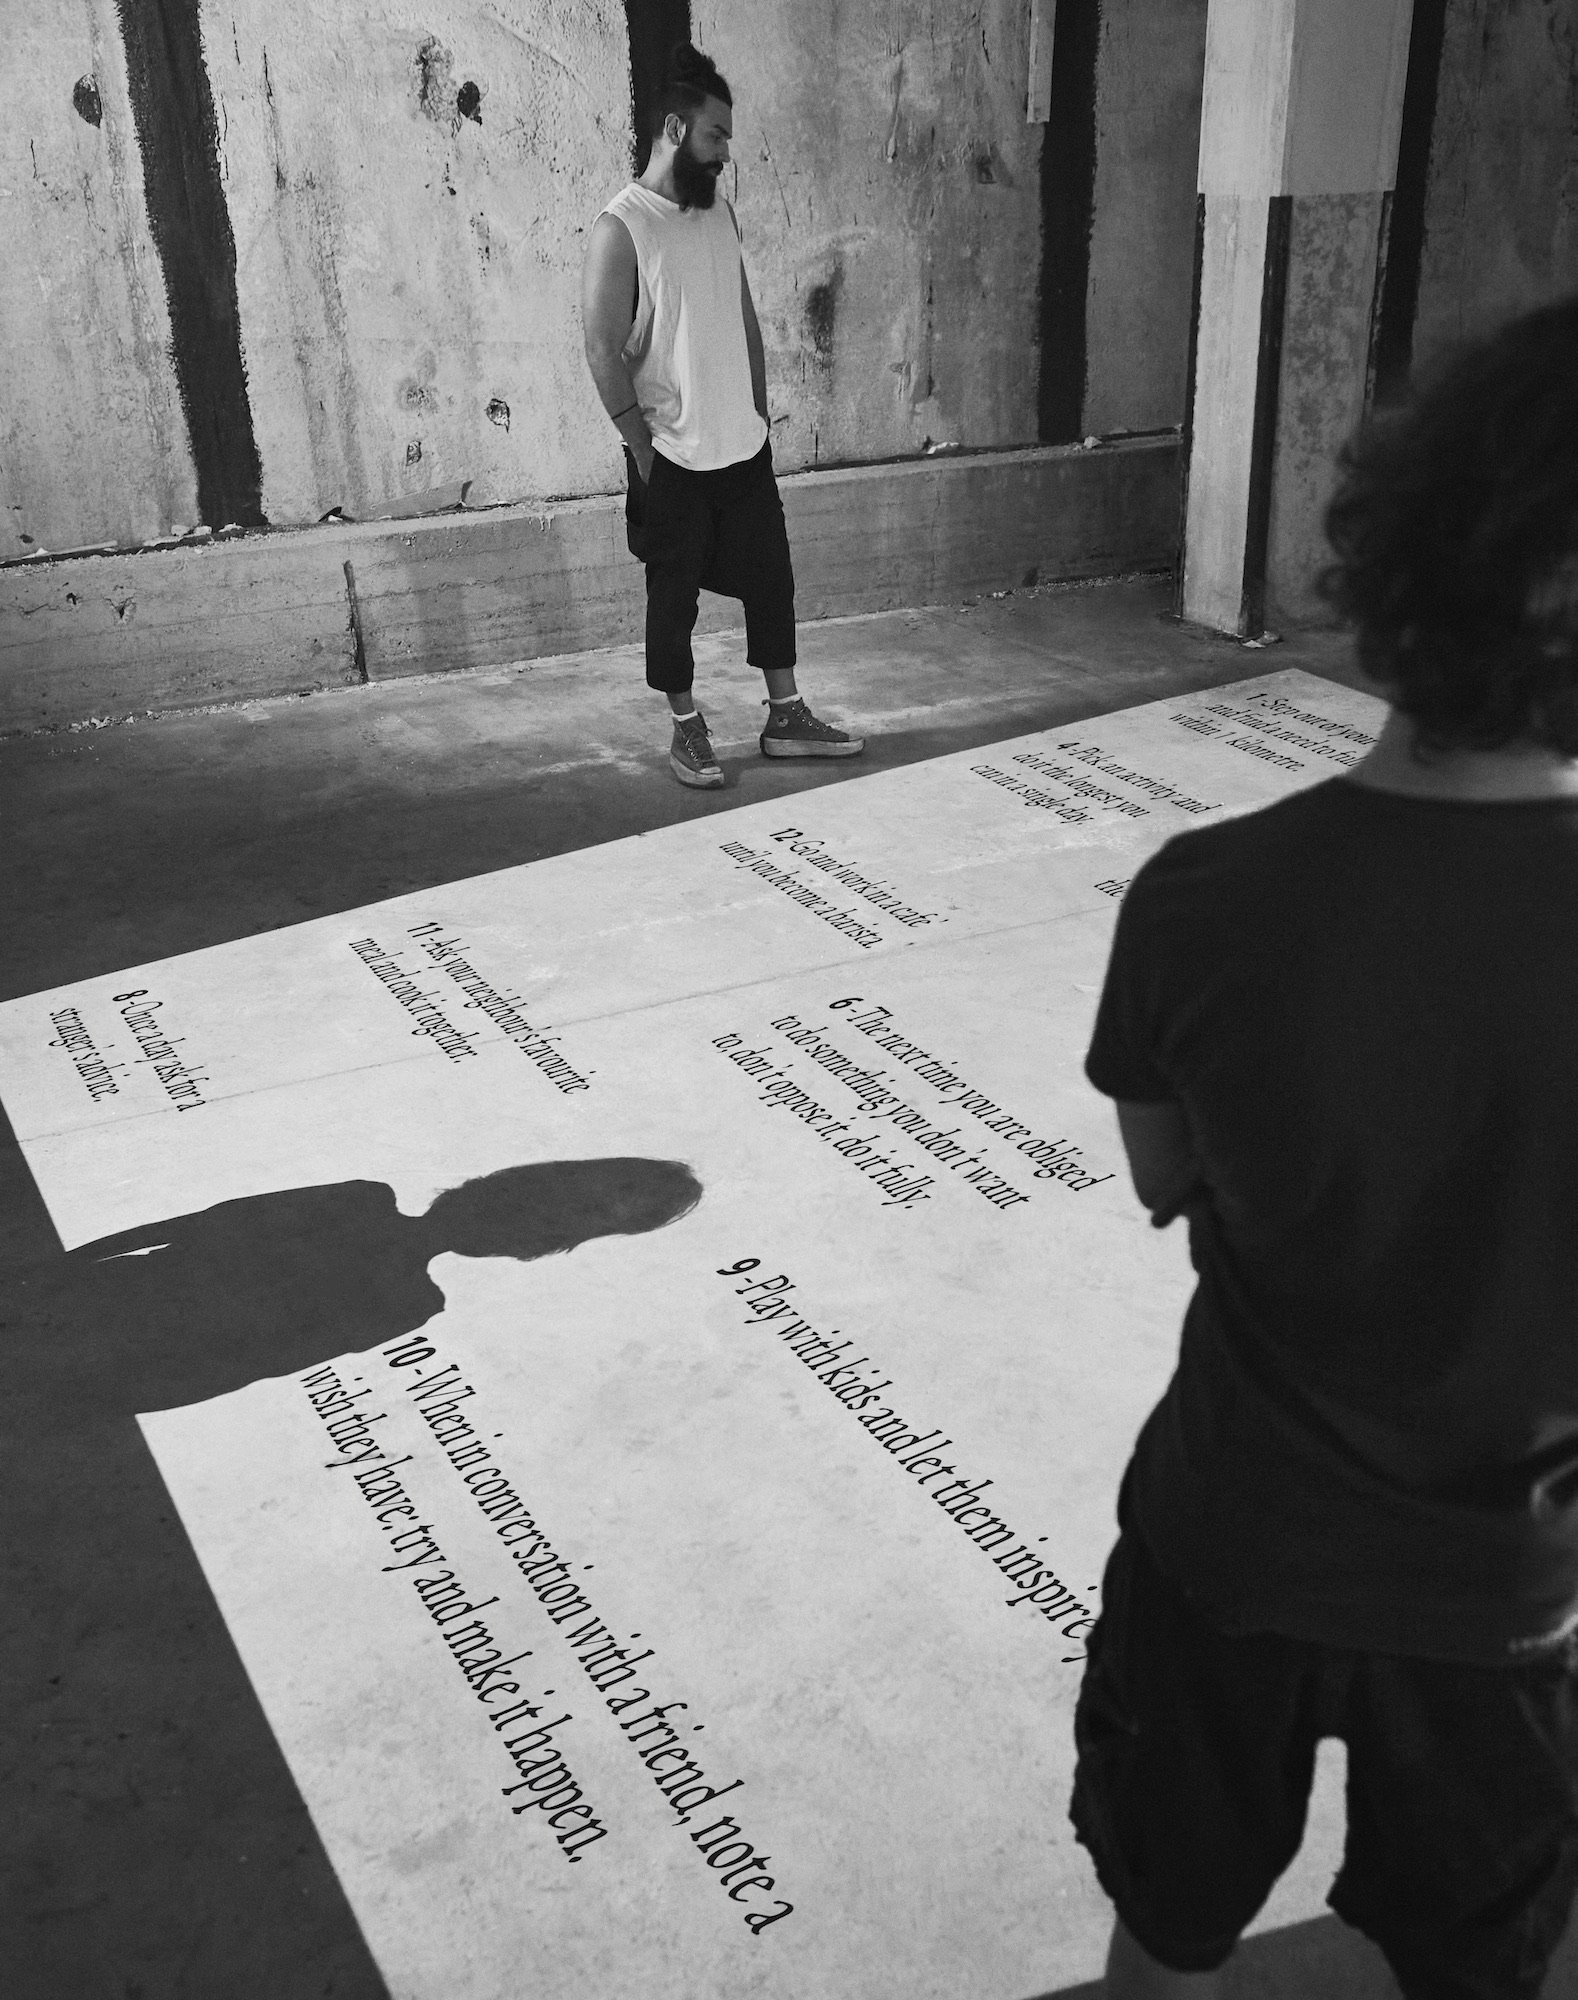 1 - Step out of your
and find a need to ful
within 1 kilometre.
4 - Pick an activity and
do it the longest you
can in a single day.
the
12 - Go and work in a café
until you become a barista.
11 - Ask your neighbour's favourite
meal and cook it together.
8 - Once a day ask for a
stranger's advice.
6 - The next time you are obliged
to do something you don't want
to, don't oppose it, do it fully.
9 - Play with kids and let them inspire
10 - When in conversation with a friend, note a
wish they have: try and make it happen.